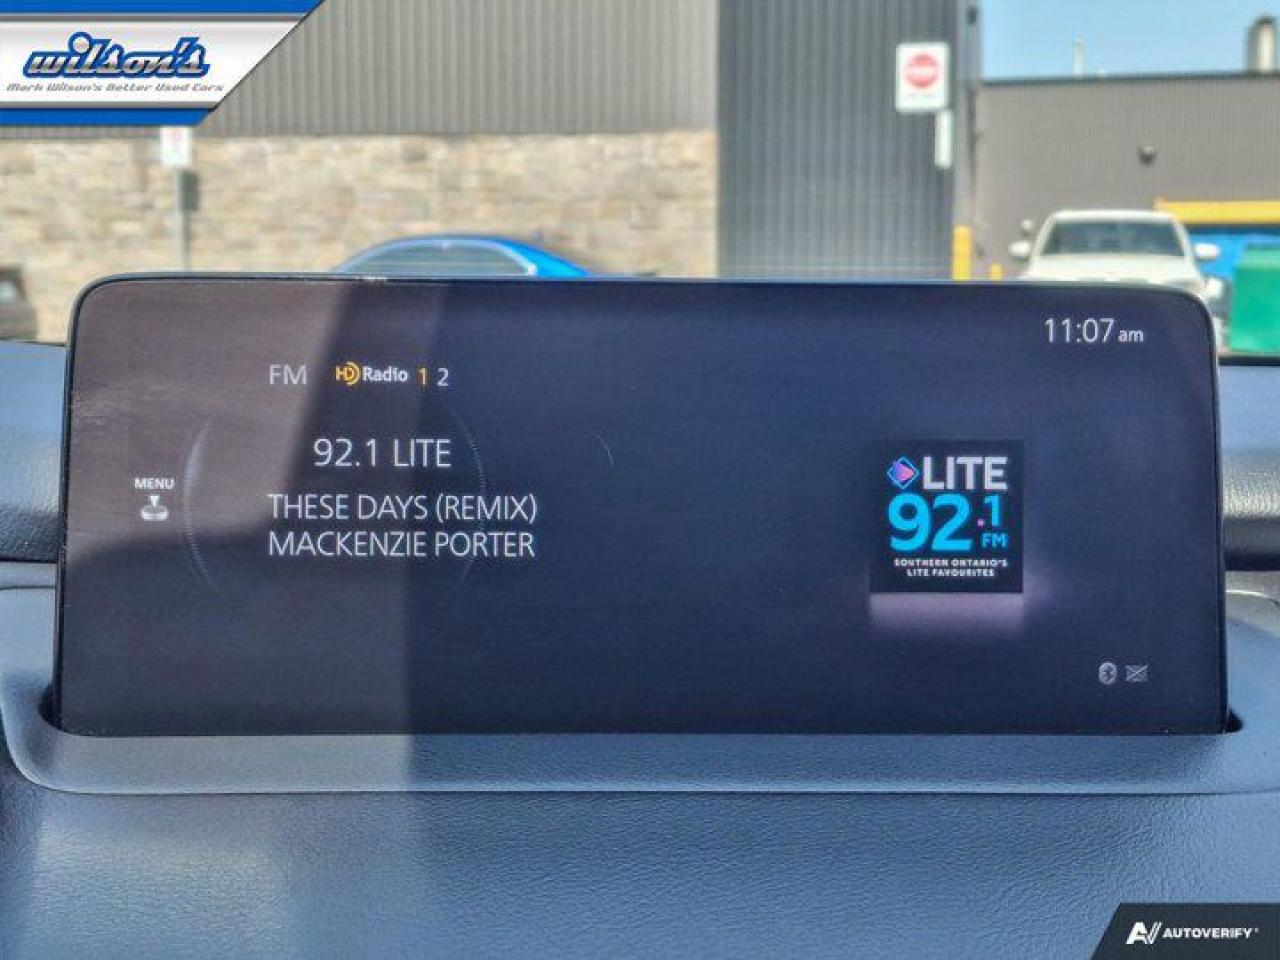 wilson's
Mark Wilson's Better Used Cars
11:07 am
FM HD Radio 1 2
92.1 LITE
MENU
THESE DAYS (REMIX)
MACKENZIE PORTER
LITE
92.1
FM
SOUTHERN ONTARIO'S
LITE FAVOURITES
AUTOVERIFY